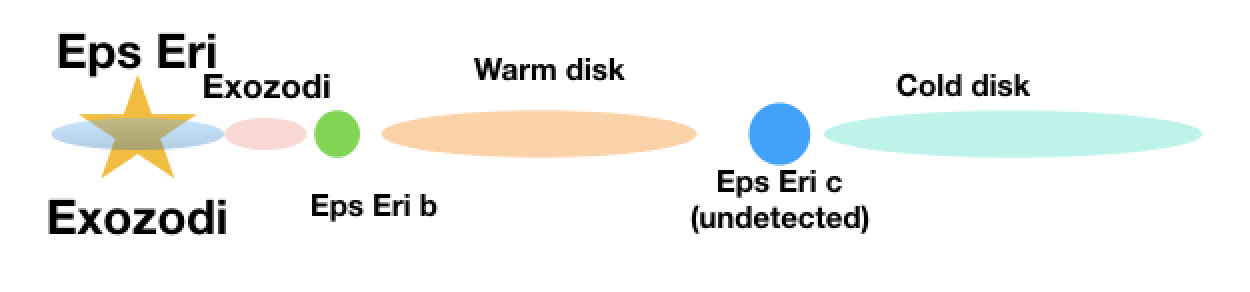 Eps Eri
Exozodi
Warm disk
Cold disk
Exozodi
Eps Eri b
Eps Eri c
(undetected)